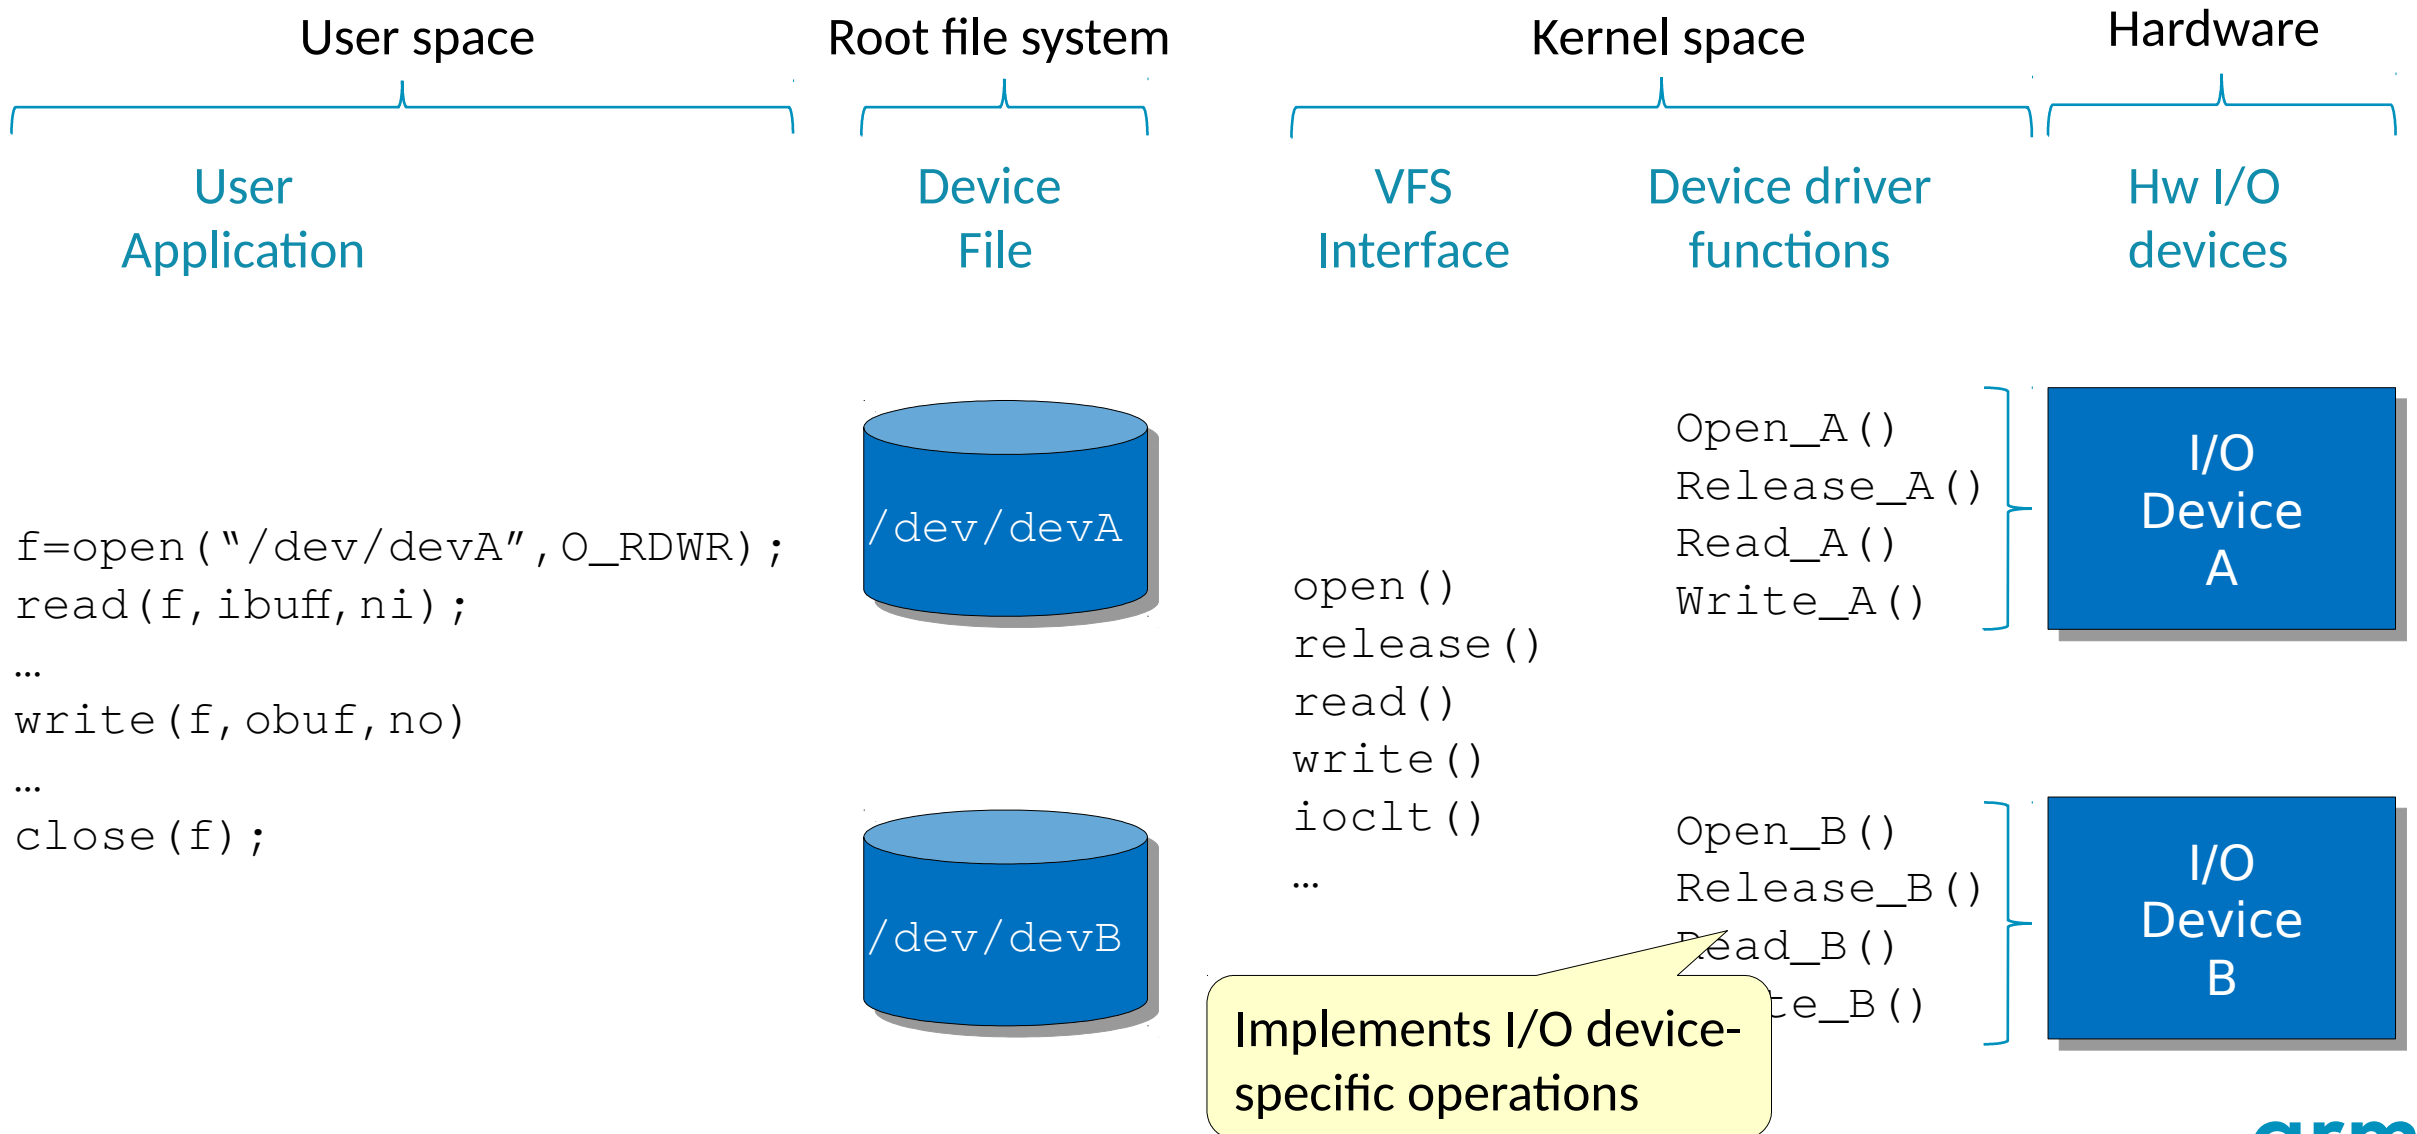 User space
Root file system
Kernel space
Hardware
User
Application
Device
File
VFS
Interface
Device driver
functions
Hw I/O
devices
f=open(“/dev/devA”,O_RDWR);
read(f,ibuff,ni);
…
write(f,obuf,no)
…
close(f);
/dev/devA
/dev/devB
open()
release()
read()
write()
ioclt()
…
Open_A()
Release_A()
Read_A()
Write_A()
Open_B()
Release_B()
Read_B()
te_B()
Implements I/O device-
specific operations
I/O
Device
A
I/O
Device
B
arm